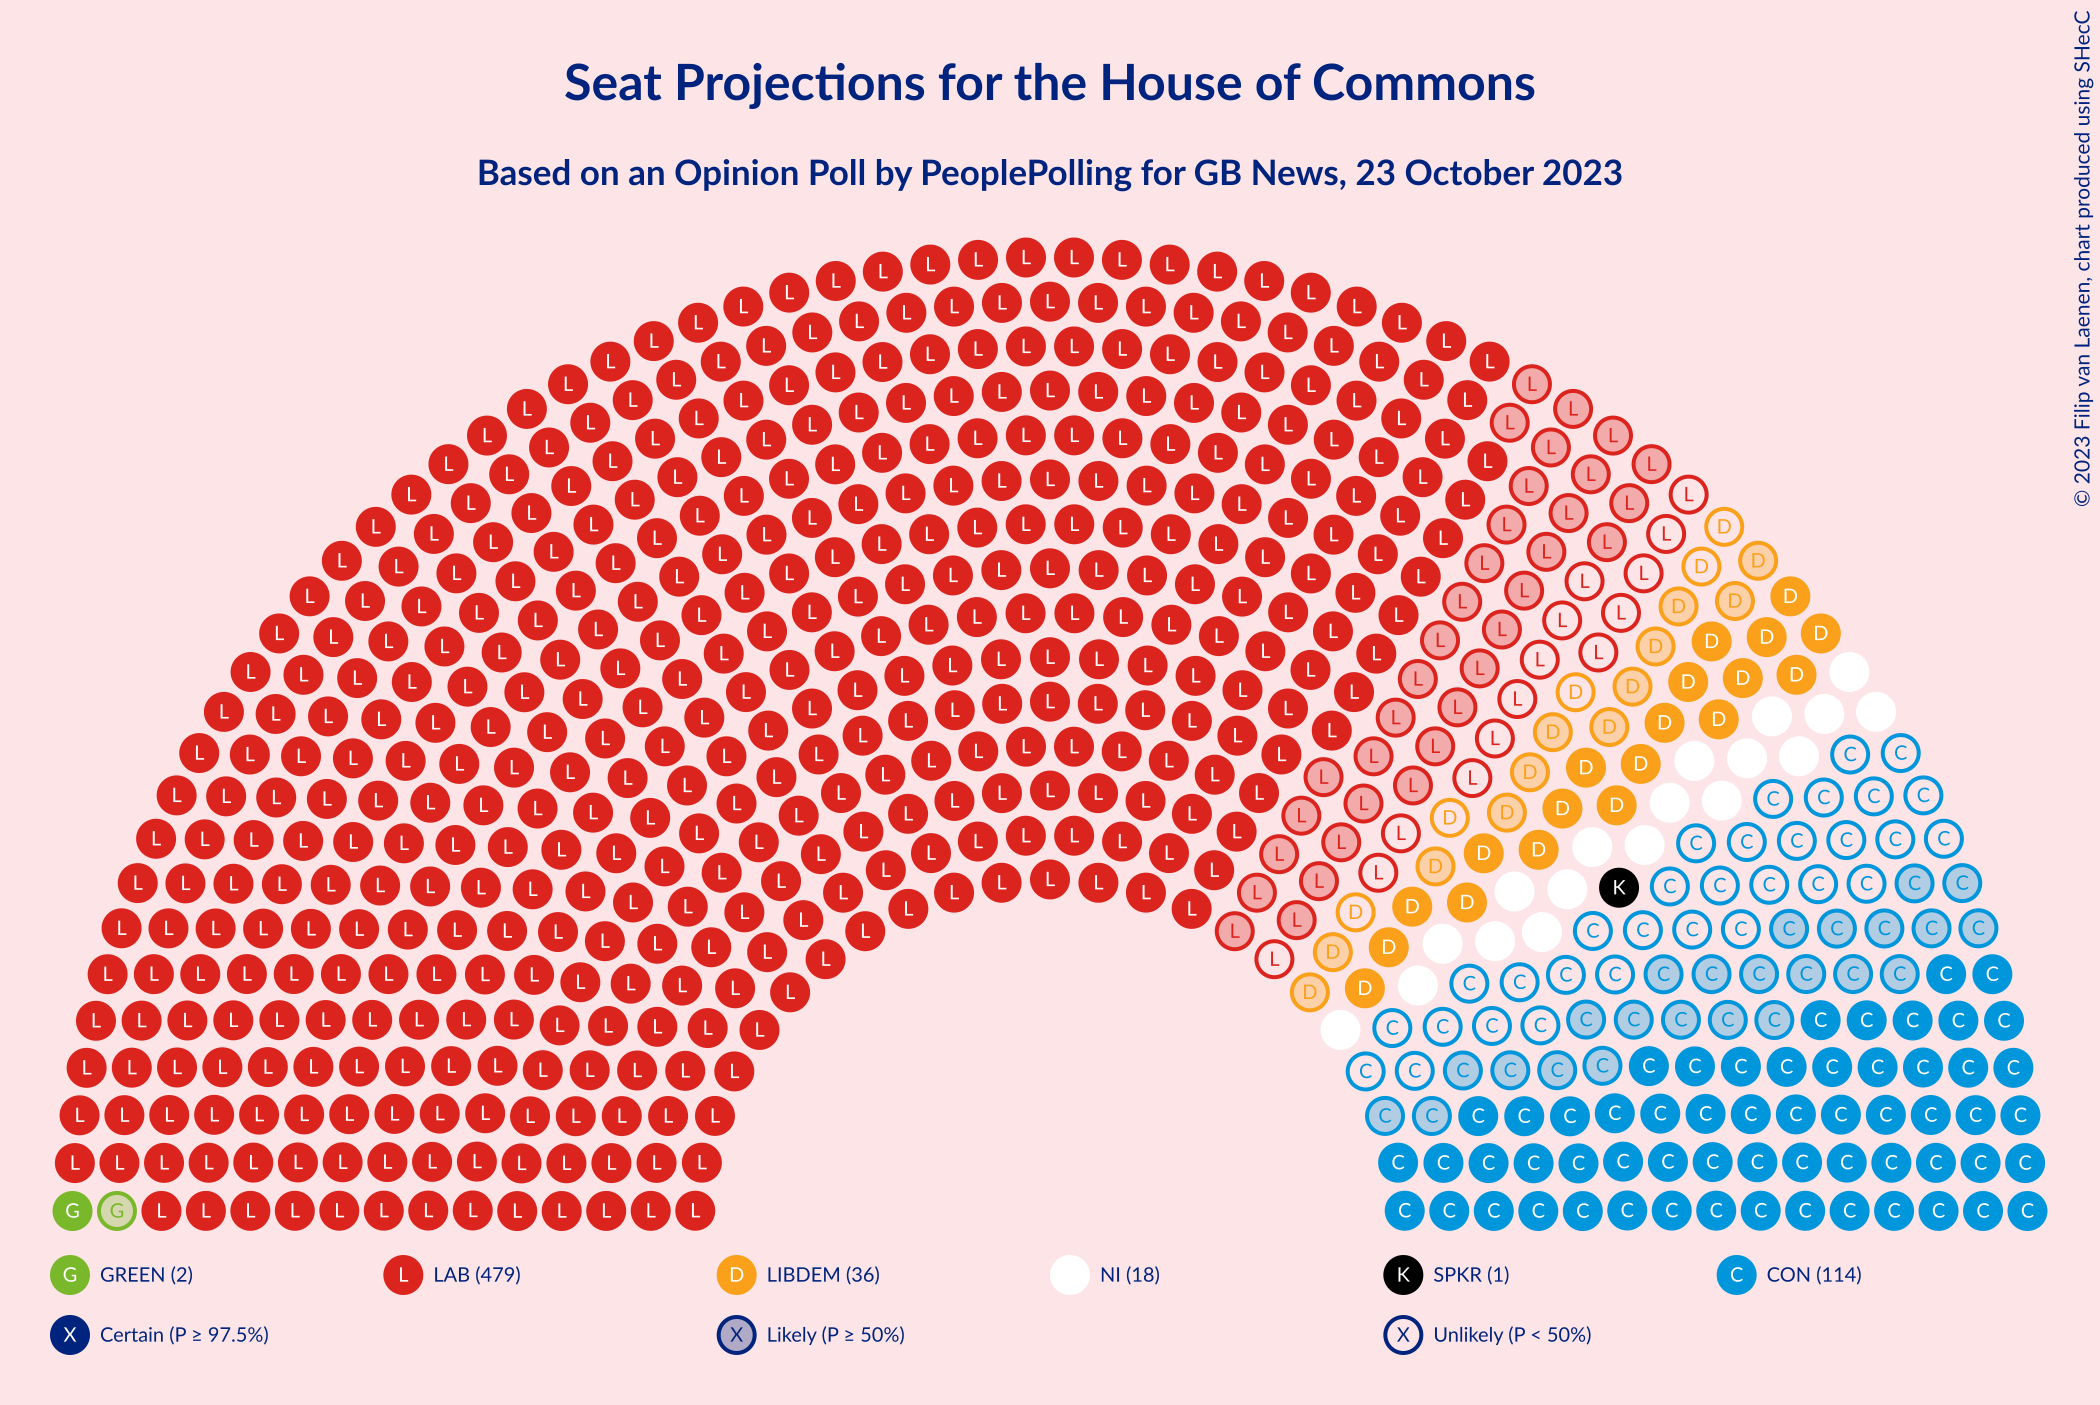 Seat Projections for the House of Commons
Based on an Opinion Poll by PeoplePolling for GB News, 23 October 2023
© 2023 Filip van Laenen, chart produced using SHecC
G GREEN (2)
L LAB (479)
D LIBDEM (36)
NI (18)
K SPKR (1)
C CON (114)
X Certain (P ≥ 97.5%)
X Likely (P ≥ 50%)
X Unlikely (P < 50%)